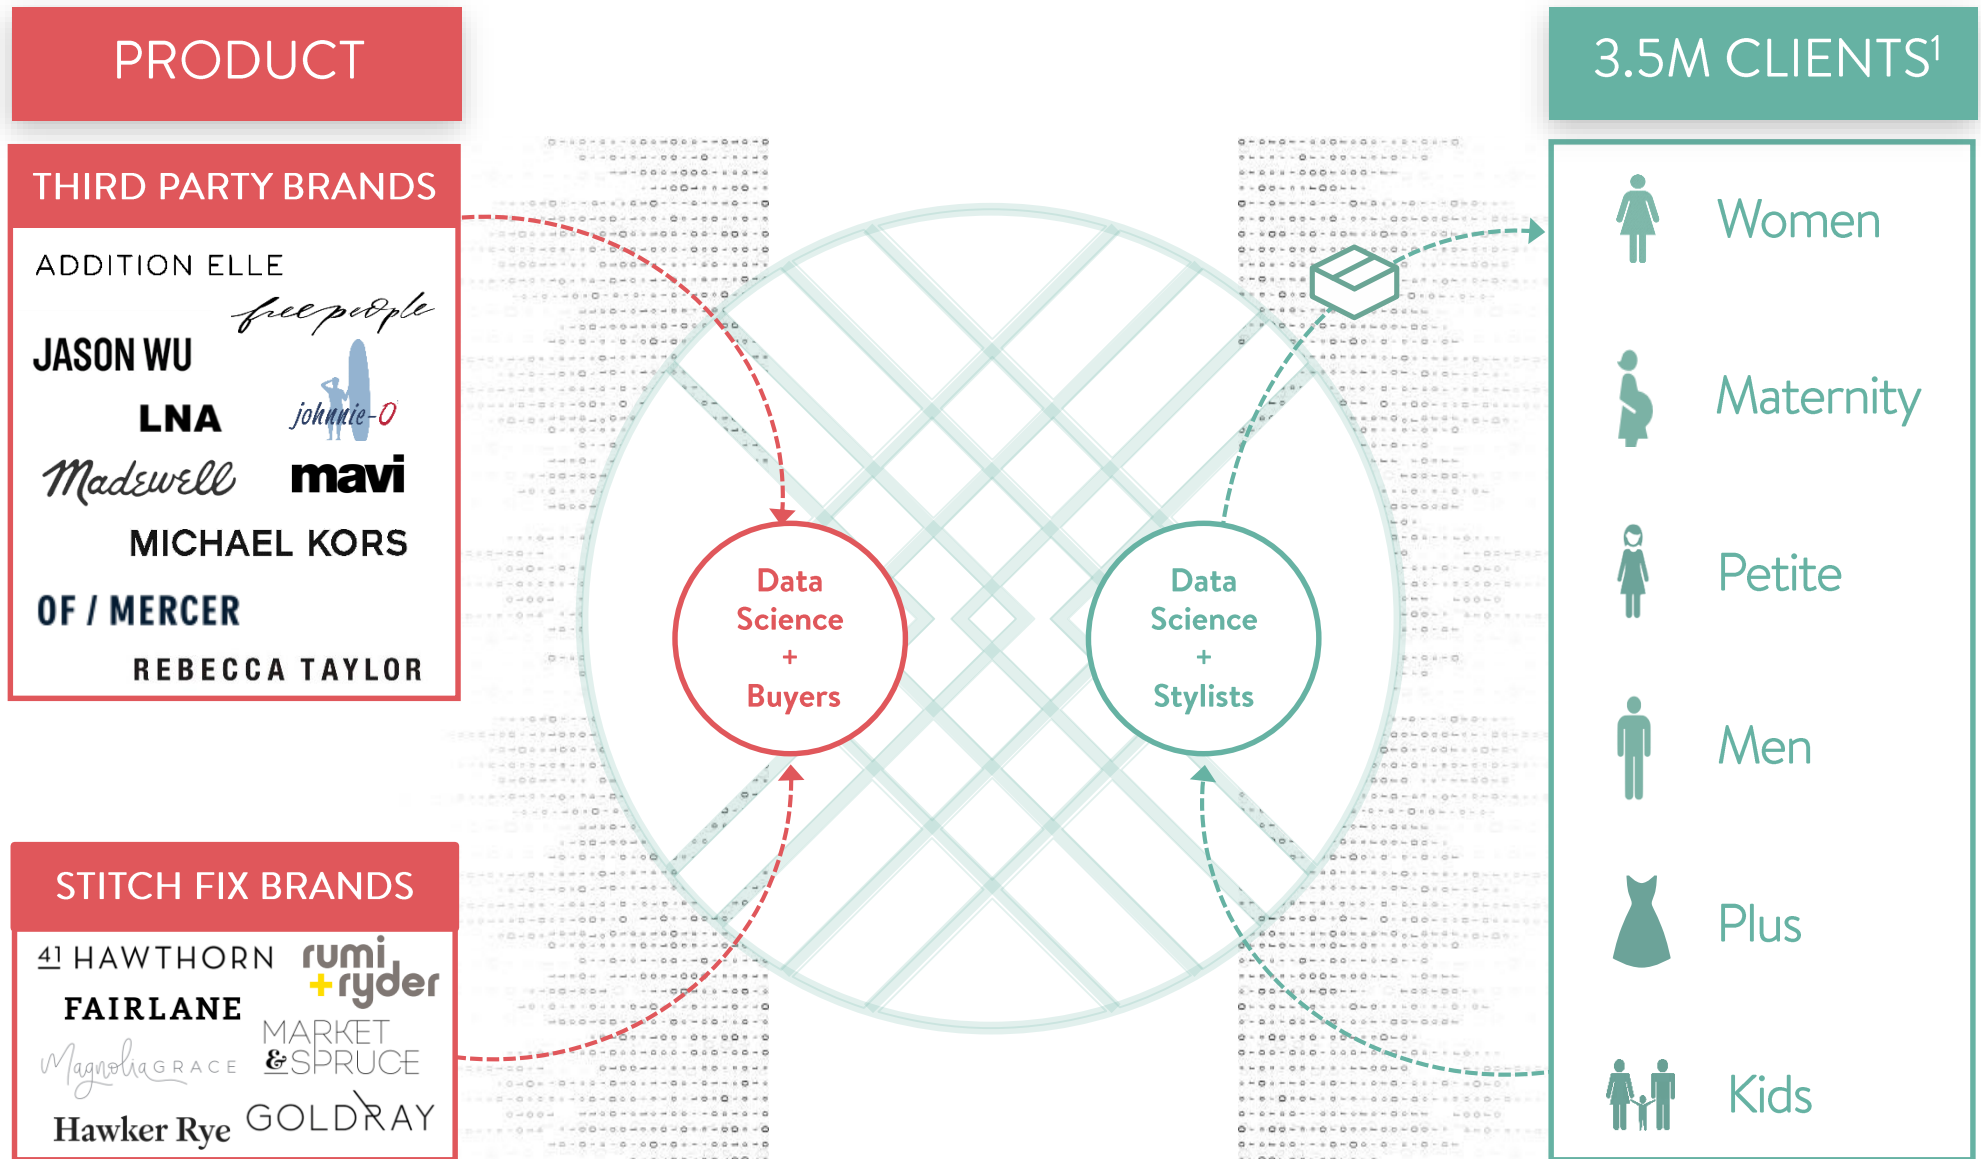 PRODUCT
THIRD PARTY BRANDS
ADDITION ELLE
free people
JASON WU
johnnie-O
LNA
Madewell
mavi
MICHAEL KORS
OF / MERCER
REBECCA TAYLOR
STITCH FIX BRANDS
41 HAWTHORN
rumi
+ryder
FAIRLANE
MARKET
&SPRUCE
MagnoliaGRACE
Hawker Rye
GOLDRAY
Data
Science
+
Buyers
Data
Science
+
Stylists
3.5M CLIENTS¹
Women
Maternity
Petite
Men
Plus
Kids